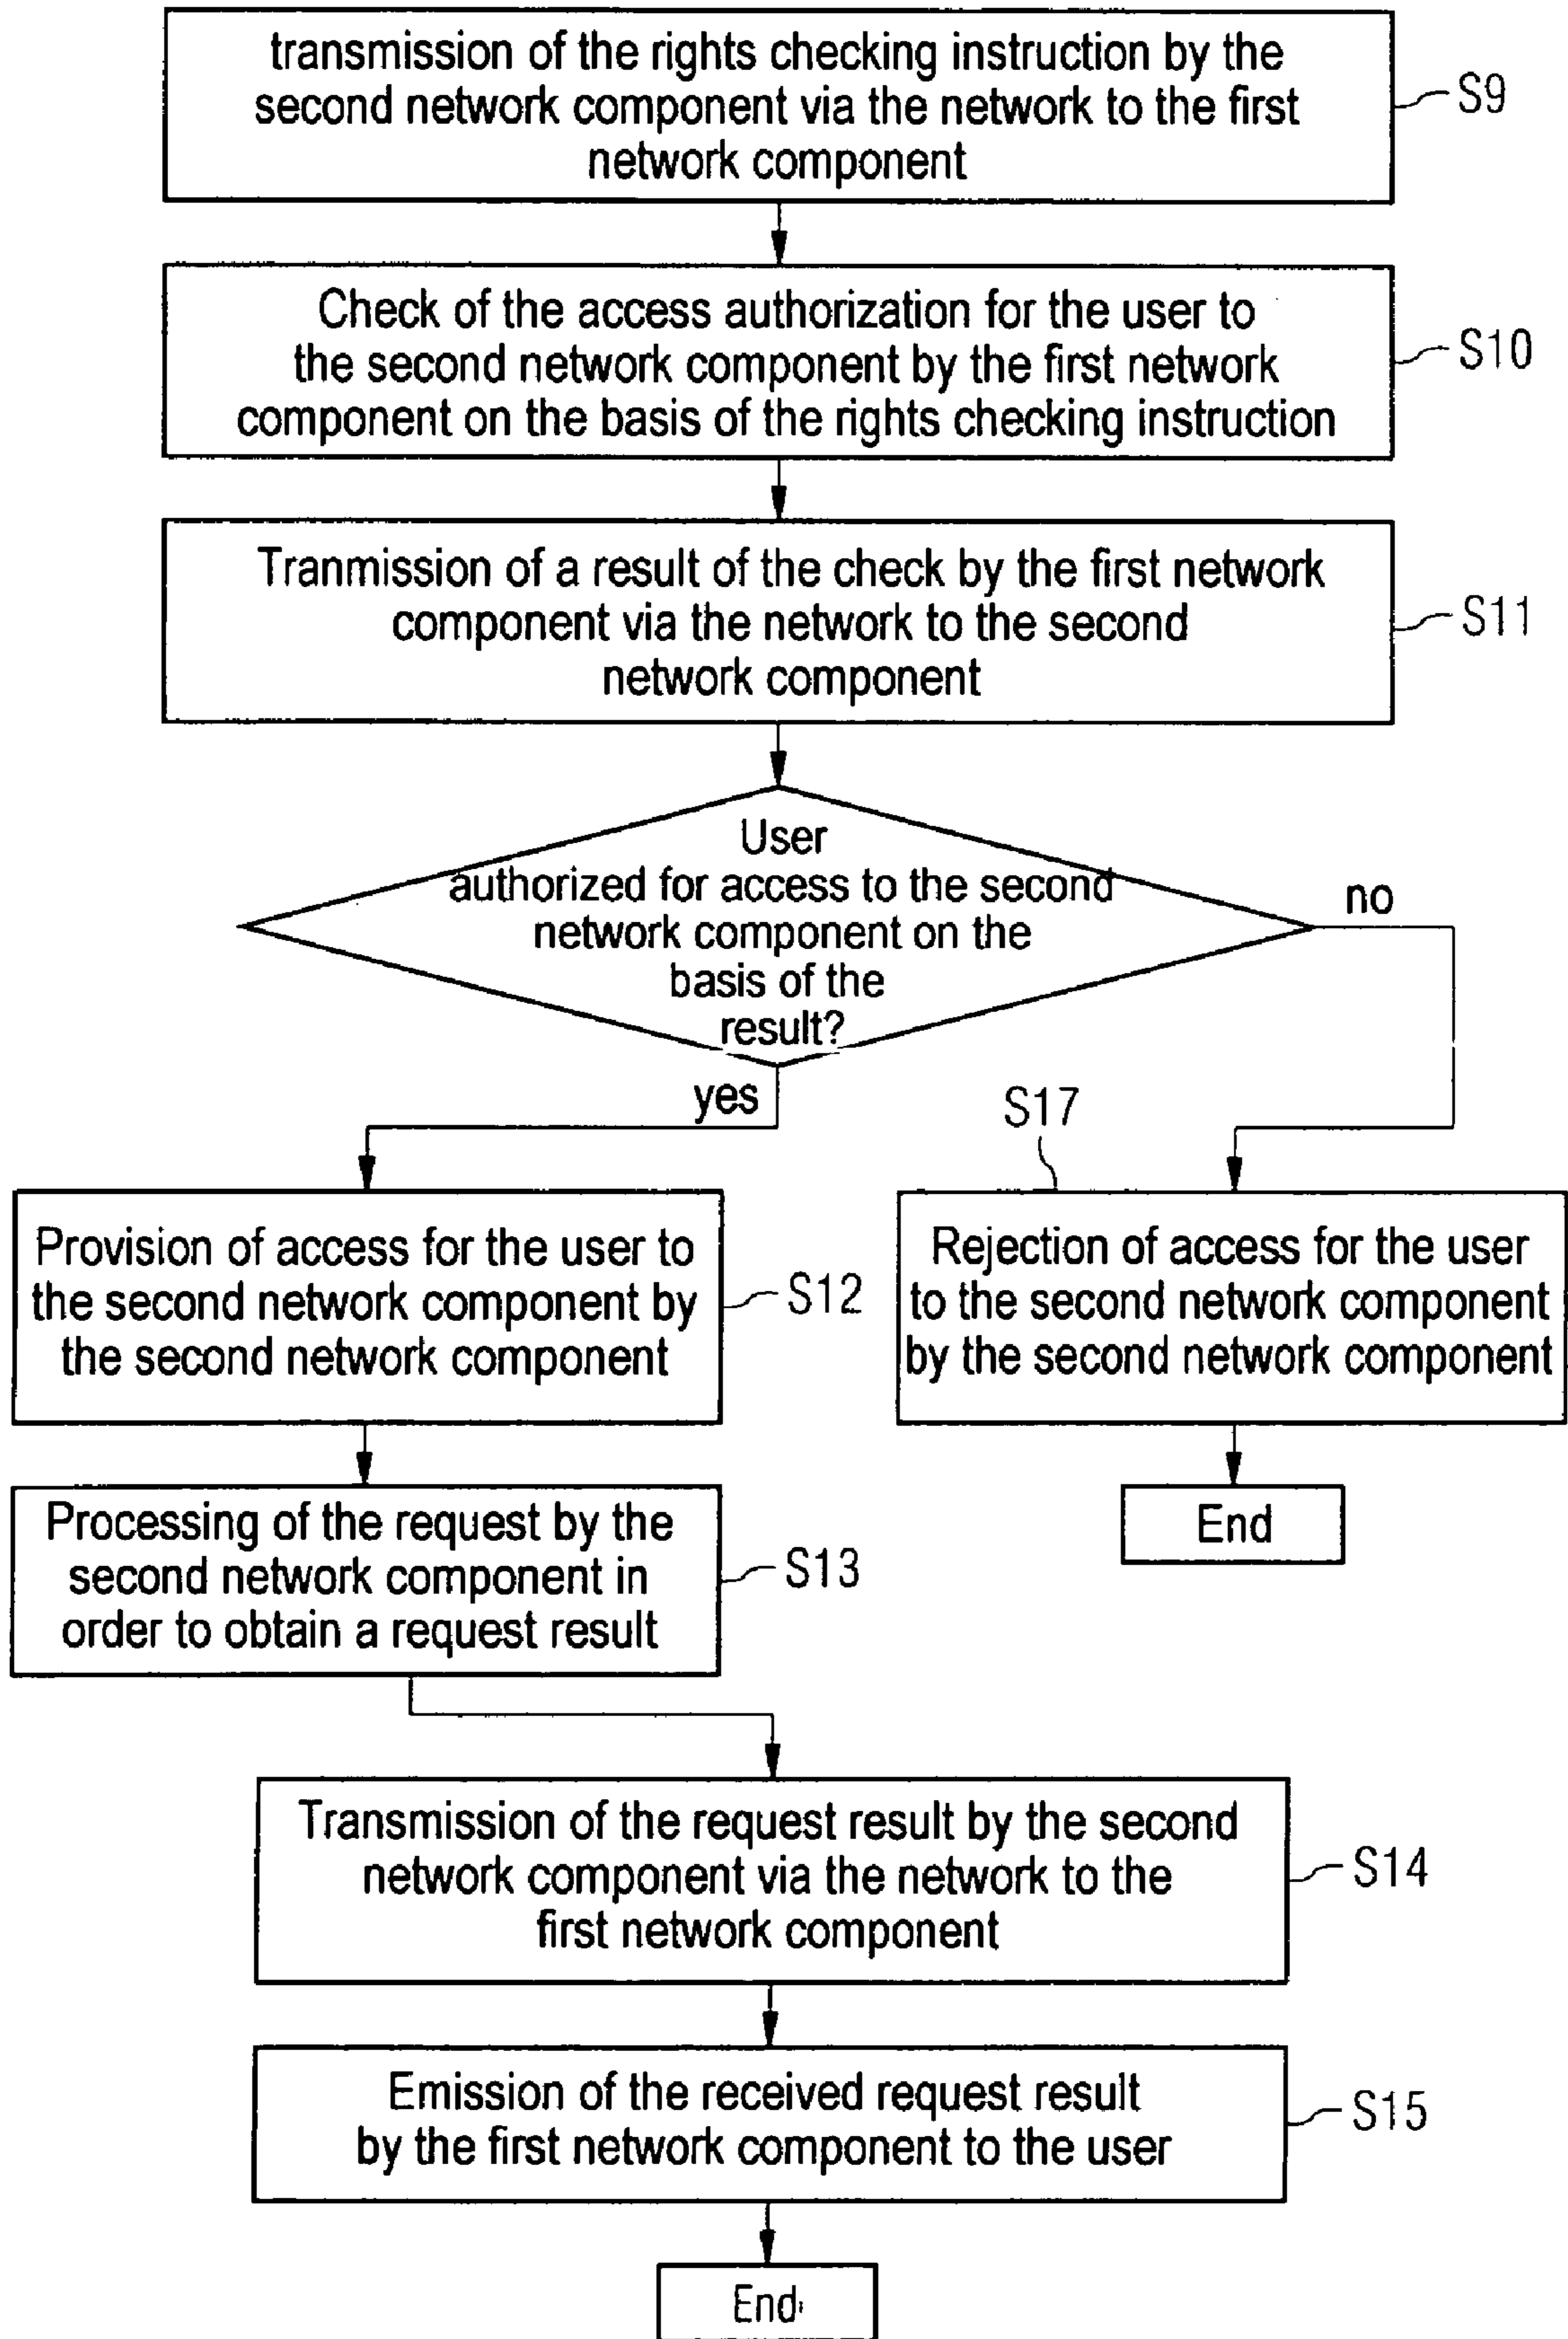 transmission of the rights checking instruction by the
second network component via the network to the first
network component
S9
Check of the access authorization for the user to
the second network component by the first network
component on the basis of the rights checking instruction
S10
Tranmission of a result of the check by the first network
component via the network to the second
network component
S11
User
authorized for access to the second
network component on the
basis of the
result?
no
yes
S17
Provision of access for the user to
the second network component by
the second network component
S12
Rejection of access for the user
to the second network component
by the second network component
Processing of the request by the
second network component in
order to obtain a request result
S13
End
Transmission of the request result by the second
network component via the network to the
first network component
S14
Emission of the received request result
by the first network component to the user
S15
End